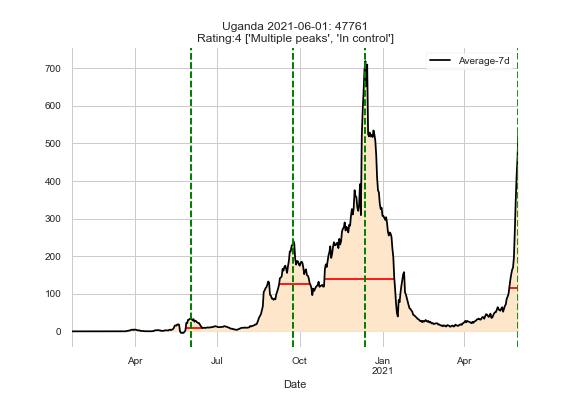 Uganda 2021-06-01: 47761
Rating:4 ['Multiple peaks', 'In control']
Average-7d
700
600
500
400
300
200
100
0
Apr
Jul
Oct
Jan
2021
Apr
Date